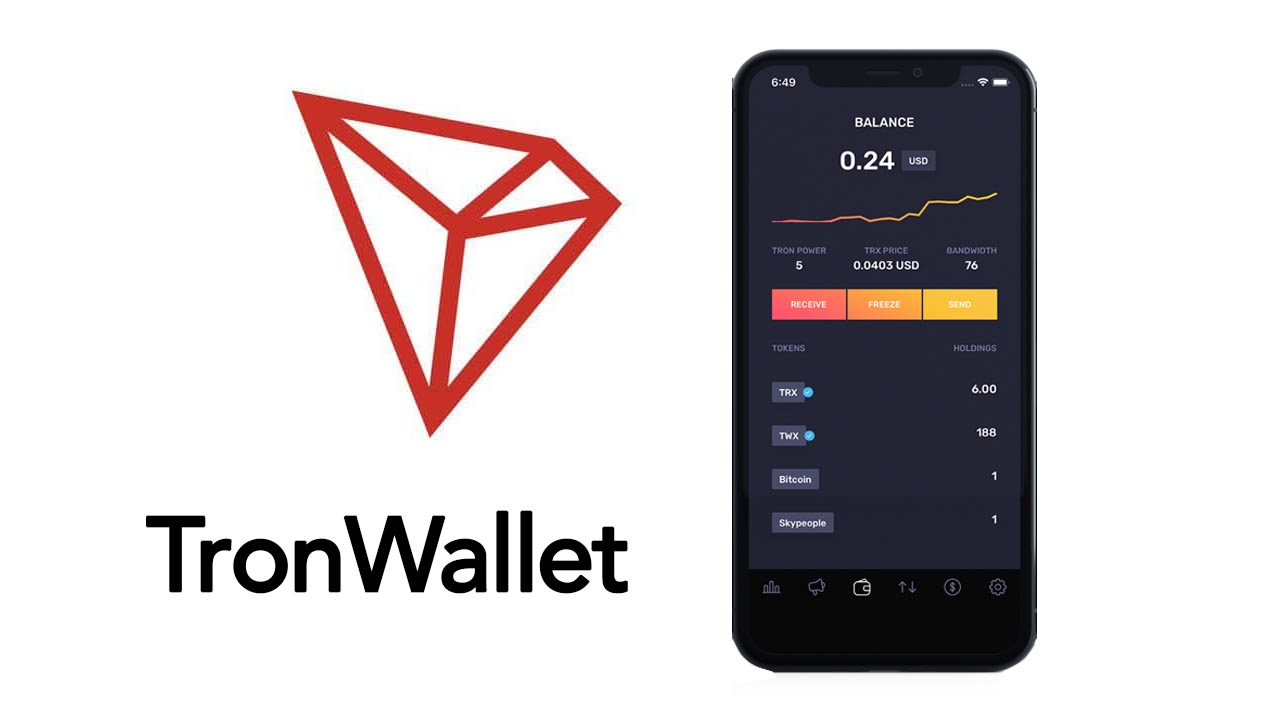 TronWallet
6:49
BALANCE
0.24 USD
TRON POWER TRX PRICE BANDWIDTH
5 0.0403 USD 76
RECEIVE FREEZE SEND
TOKENS HOLDINGS
TRX 6.00
TWX 188
Bitcoin 1
Skypeople 1
$